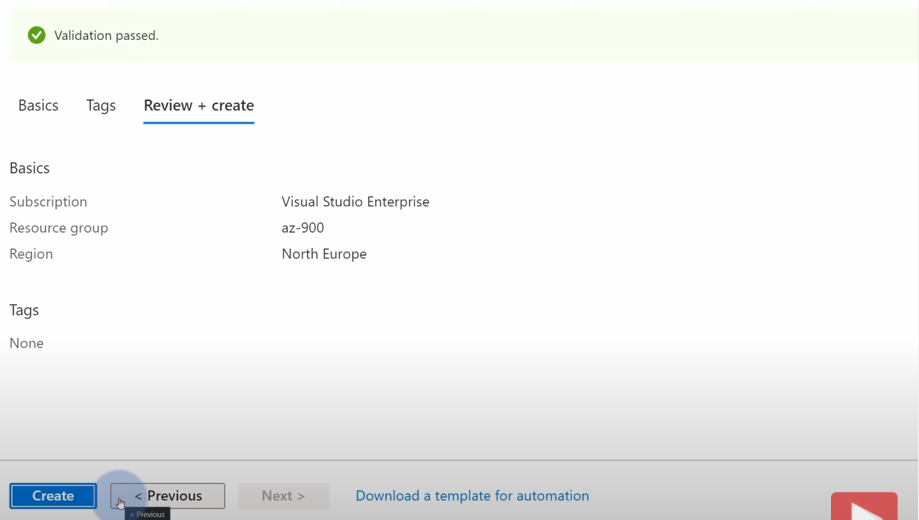 Validation passed.
Basics Tags Review + create
Basics
Subscription Visual Studio Enterprise
Resource group az-900
Region North Europe
Tags
None
Create < Previous Next > Download a template for automation
< Previous